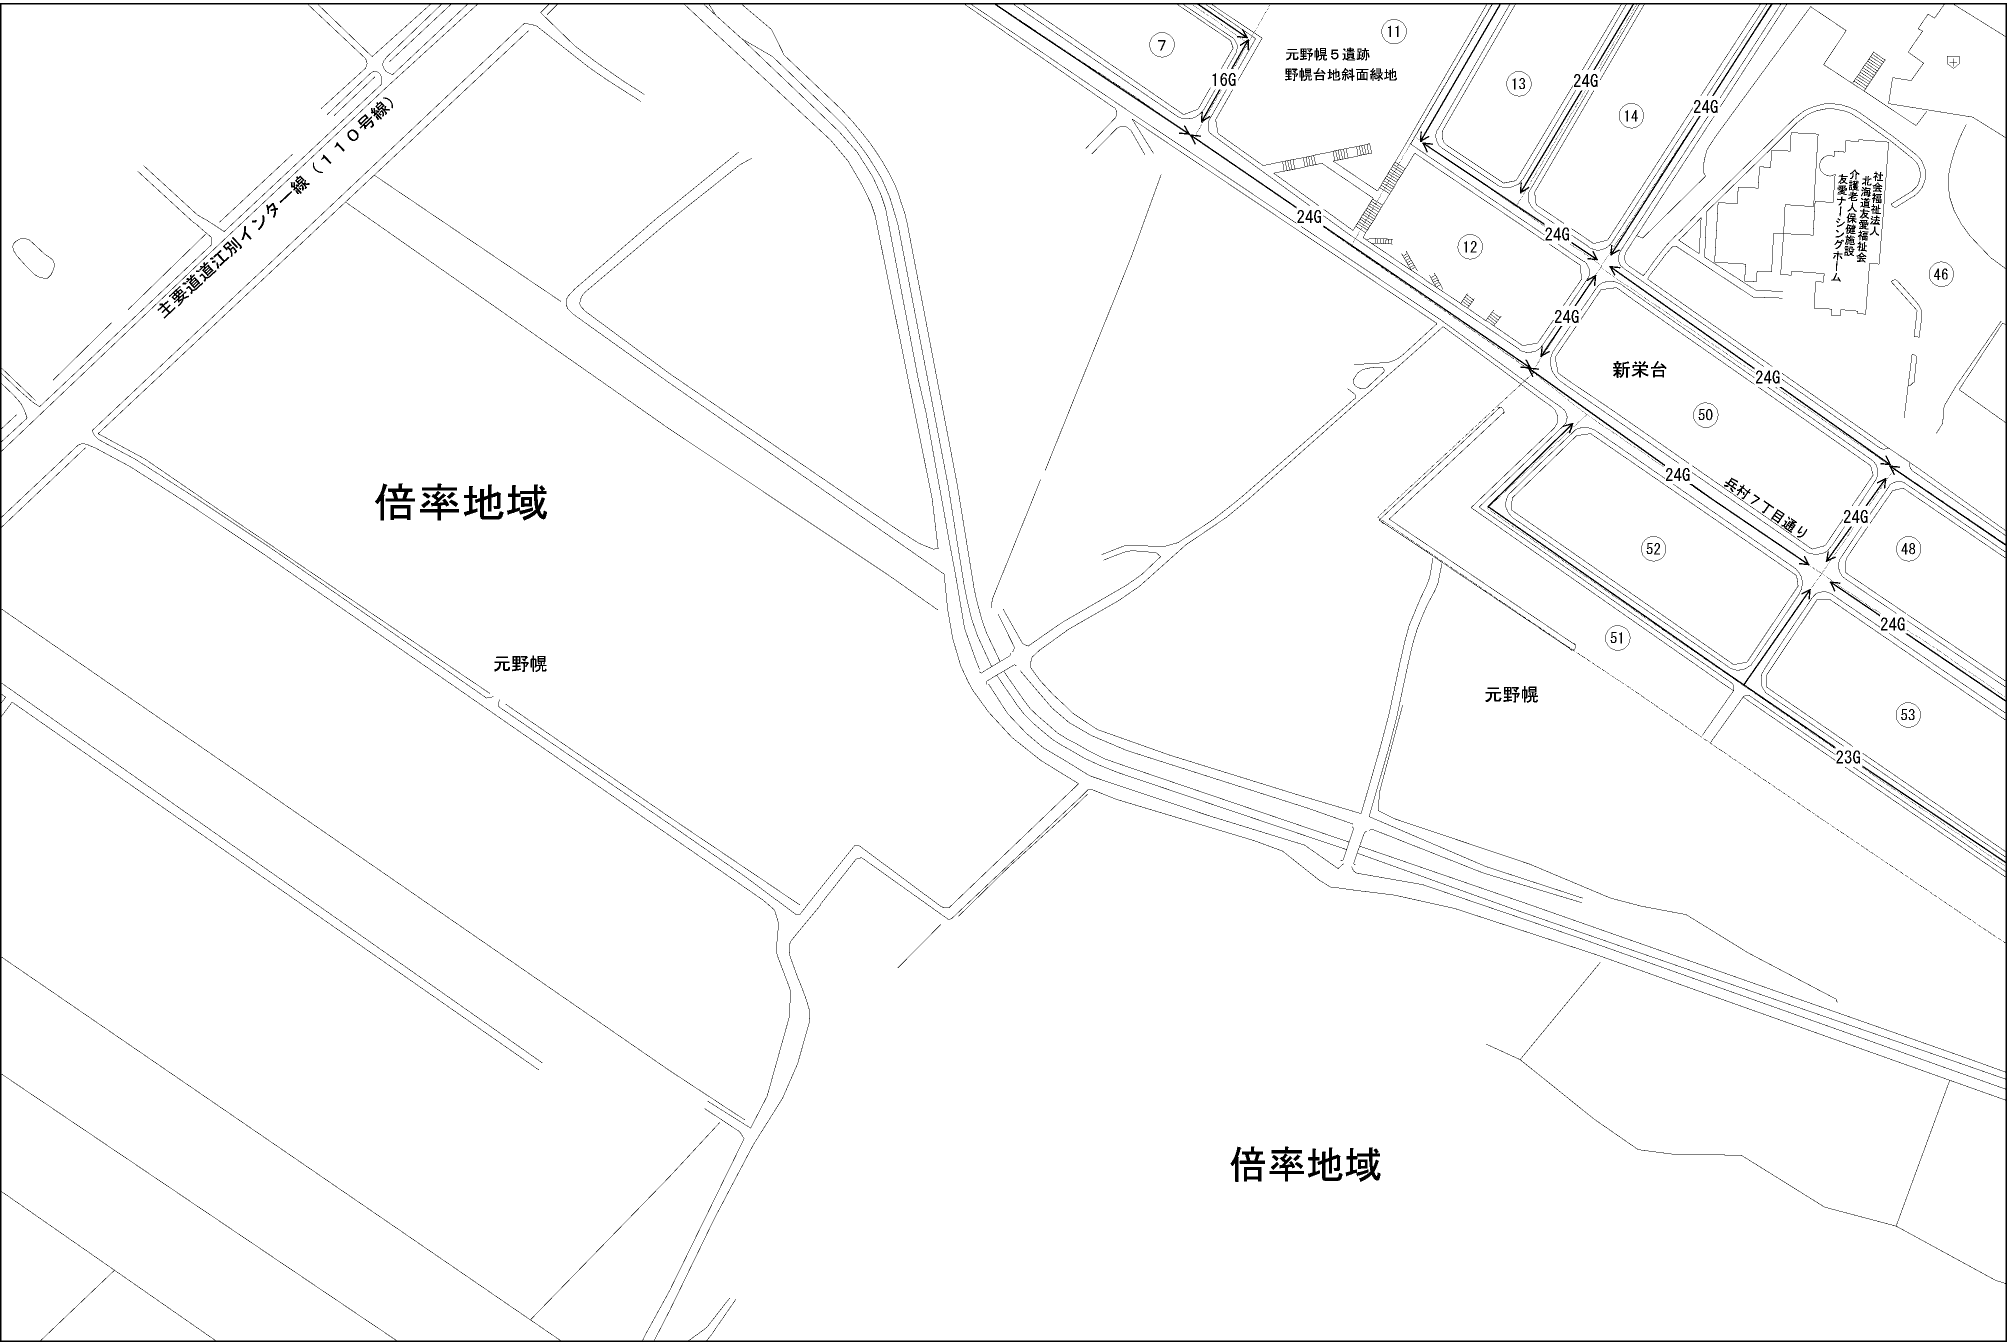 7
11
元野幌５遺跡
野幌台地斜面緑地
16G
13
24G
14
24G
主要道道江別インター線（１１０号線）
社会福祉法人
北海道友愛福祉会
介護老人保健施設
友愛ナーシングホーム
24G
24G
12
46
24G
新栄台
24G
50
24G
兵村７丁目通り
24G
倍率地域
52
48
24G
51
元野幌
元野幌
53
23G
倍率地域